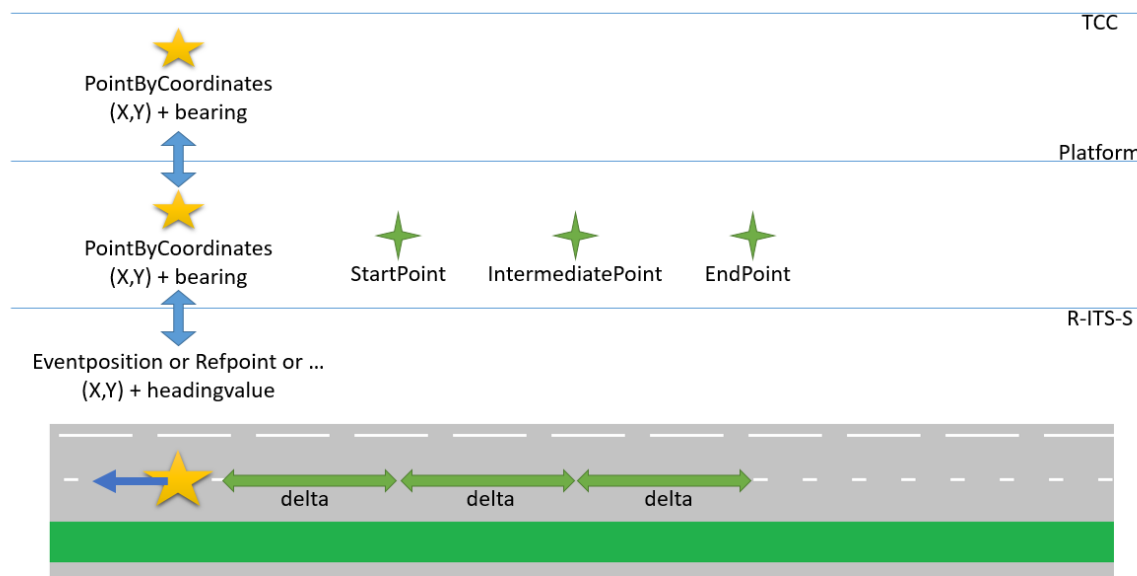 TCC
PointByCoordinates
(X,Y) + bearing
Platform
PointByCoordinates
(X,Y) + bearing
StartPoint
IntermediatePoint
EndPoint
R-ITS-S
Eventposition or Refpoint or ...
(X,Y) + headingvalue
delta
delta
delta